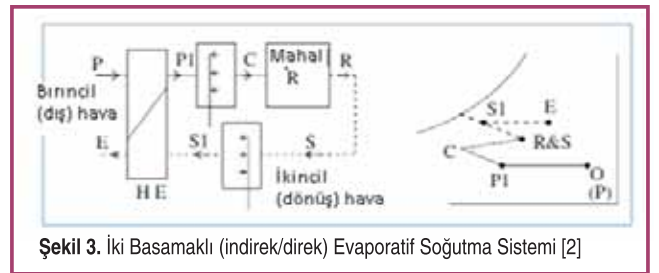 P P1 C Mahal R
R
Birincil
(dış) hava
E S1 S
İkincil
(dönüş) hava
H E
S1 E
R&S
C
P1 O
(P)
Şekil 3. İki Basamaklı (indirek/direk) Evaporatif Soğutma Sistemi [2]